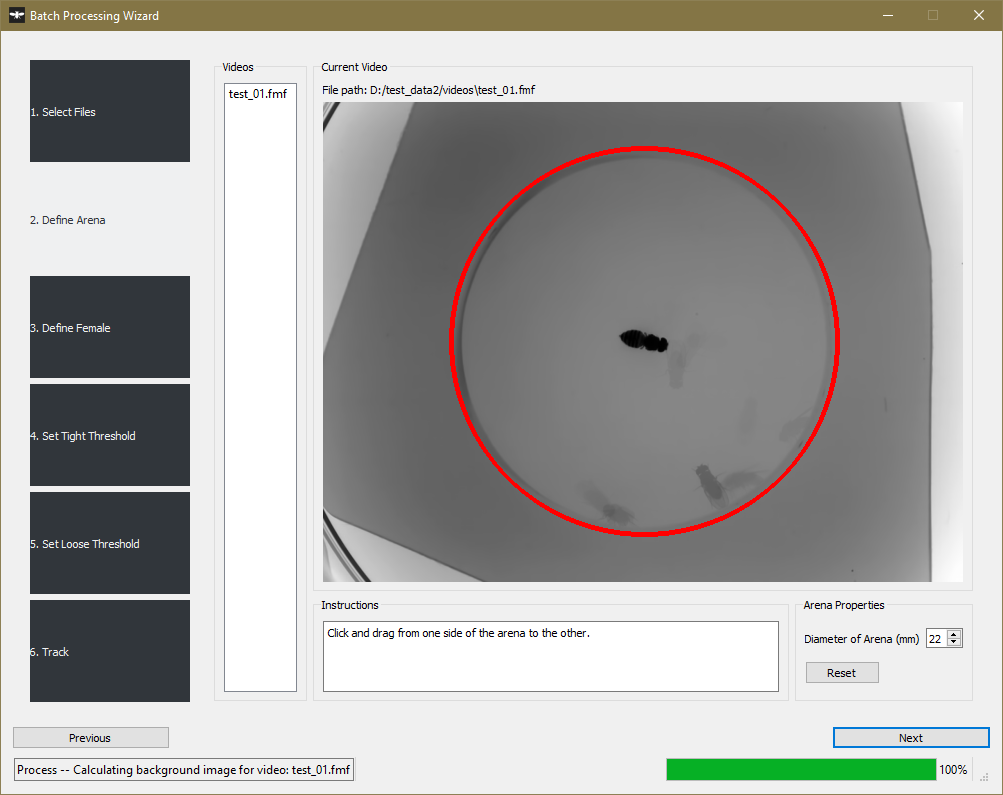 Batch Processing Wizard
1. Select Files
2. Define Arena
3. Define Female
4. Set Tight Threshold
5. Set Loose Threshold
6. Track
Videos
test_01.fmf
Current Video
File path: D:/test_data2/videos\test_01.fmf
Instructions
Click and drag from one side of the arena to the other.
Arena Properties
Diameter of Arena (mm) 22
Reset
Previous
Next
Process -- Calculating background image for video: test_01.fmf
100%